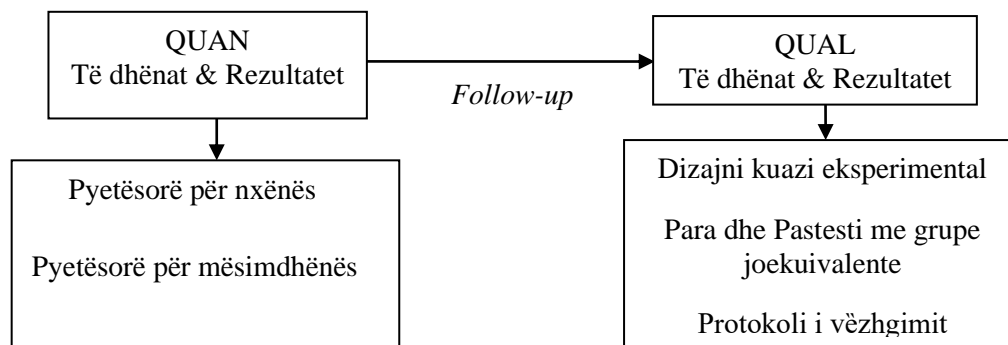 QUAN
Të dhënat & Rezultatet
Follow-up
QUAL
Të dhënat & Rezultatet
Pyetësorë për nxënës
Pyetësorë për mësimdhënës
Dizajni kuazi eksperimental
Para dhe Pastesti me grupe
joekuivalente
Protokoli i vëzhgimit